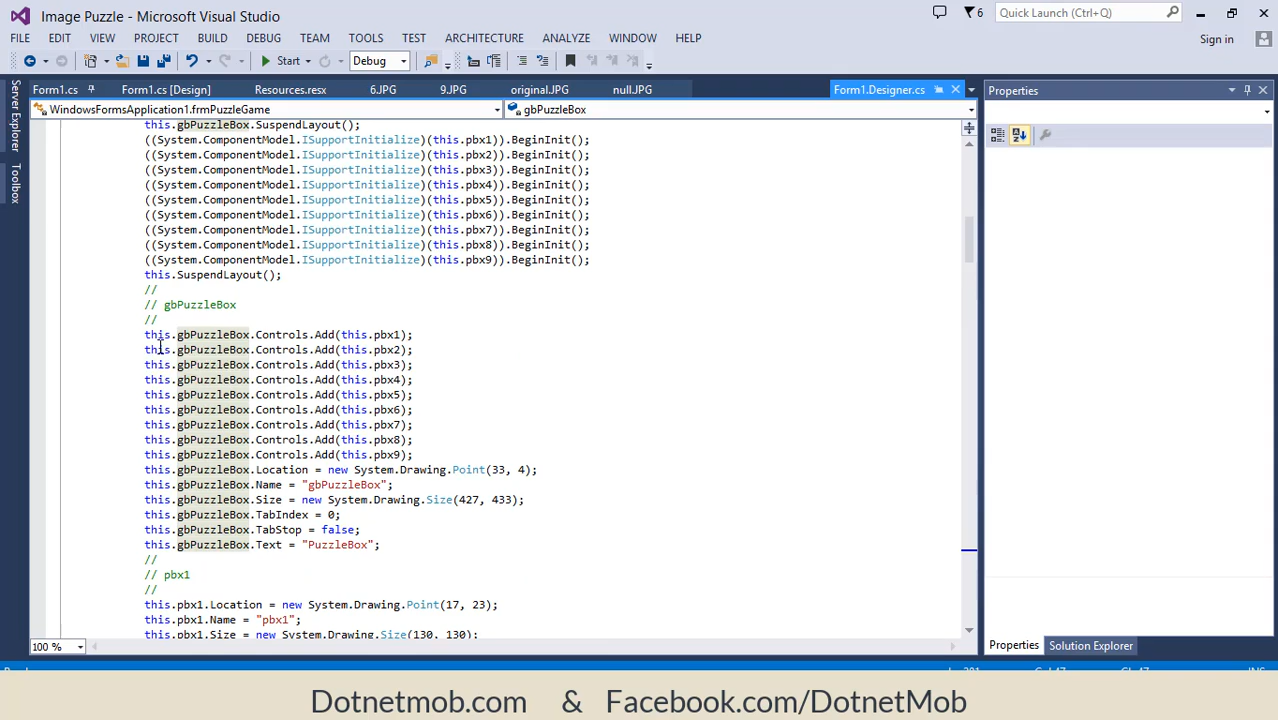 Image Puzzle - Microsoft Visual Studio
6
Quick Launch (Ctrl+Q)
FILE EDIT VIEW PROJECT BUILD DEBUG TEAM TOOLS TEST ARCHITECTURE ANALYZE WINDOW HELP
Sign in
Start Debug
Form1.cs Form1.cs [Design] Resources.resx 6.JPG 9.JPG original.JPG null.JPG Form1.Designer.cs
Properties
WindowsFormsApplication1.frmPuzzleGame gbPuzzleBox
Server Explorer
Toolbox
this.gbPuzzleBox.SuspendLayout();
((System.ComponentModel.ISupportInitialize)(this.pbx1)).BeginInit();
((System.ComponentModel.ISupportInitialize)(this.pbx2)).BeginInit();
((System.ComponentModel.ISupportInitialize)(this.pbx3)).BeginInit();
((System.ComponentModel.ISupportInitialize)(this.pbx4)).BeginInit();
((System.ComponentModel.ISupportInitialize)(this.pbx5)).BeginInit();
((System.ComponentModel.ISupportInitialize)(this.pbx6)).BeginInit();
((System.ComponentModel.ISupportInitialize)(this.pbx7)).BeginInit();
((System.ComponentModel.ISupportInitialize)(this.pbx8)).BeginInit();
((System.ComponentModel.ISupportInitialize)(this.pbx9)).BeginInit();
this.SuspendLayout();
//
// gbPuzzleBox
//
this.gbPuzzleBox.Controls.Add(this.pbx1);
this.gbPuzzleBox.Controls.Add(this.pbx2);
this.gbPuzzleBox.Controls.Add(this.pbx3);
this.gbPuzzleBox.Controls.Add(this.pbx4);
this.gbPuzzleBox.Controls.Add(this.pbx5);
this.gbPuzzleBox.Controls.Add(this.pbx6);
this.gbPuzzleBox.Controls.Add(this.pbx7);
this.gbPuzzleBox.Controls.Add(this.pbx8);
this.gbPuzzleBox.Controls.Add(this.pbx9);
this.gbPuzzleBox.Location = new System.Drawing.Point(33, 4);
this.gbPuzzleBox.Name = "gbPuzzleBox";
this.gbPuzzleBox.Size = new System.Drawing.Size(427, 433);
this.gbPuzzleBox.TabIndex = 0;
this.gbPuzzleBox.TabStop = false;
this.gbPuzzleBox.Text = "PuzzleBox";
//
// pbx1
//
this.pbx1.Location = new System.Drawing.Point(17, 23);
this.pbx1.Name = "pbx1";
this.pbx1.Size = new System.Drawing.Size(130, 130);
100 %
Properties Solution Explorer
Dotnetmob.com & Facebook.com/DotnetMob